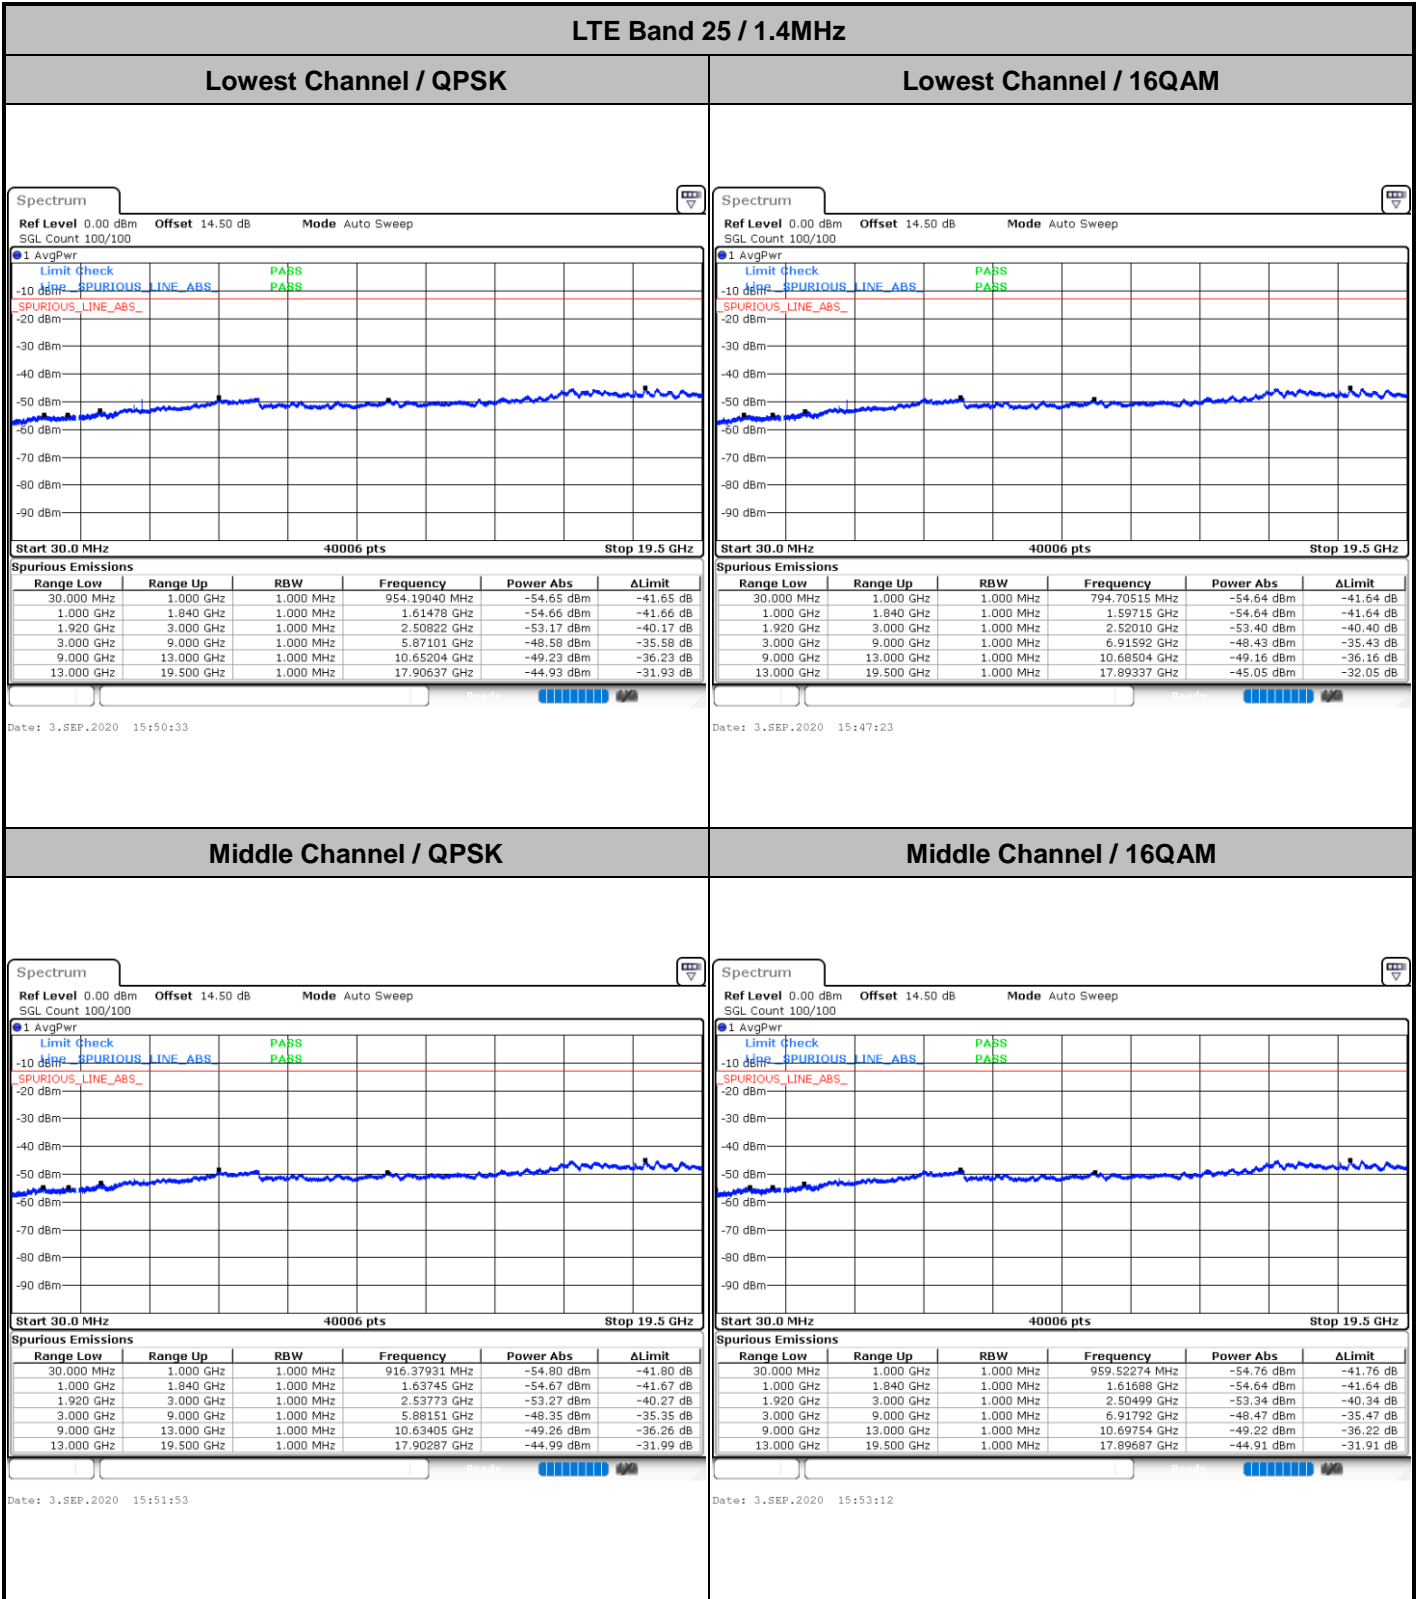 LTE Band 25 / 1.4MHz
Lowest Channel / QPSK
Lowest Channel / 16QAM
Spectrum
Ref Level 0.00 dBm Offset 14.50 dB Mode Auto Sweep
SGL Count 100/100
1 AvgPwr
Limit Check PASS
Line _SPURIOUS_LINE_ABS_ PASS
-10 dBm
_SPURIOUS_LINE_ABS_
-20 dBm
-30 dBm
-40 dBm
-50 dBm
-60 dBm
-70 dBm
-80 dBm
-90 dBm
Start 30.0 MHz 40006 pts Stop 19.5 GHz
Spurious Emissions
Range Low Range Up RBW Frequency Power Abs ΔLimit
30.000 MHz 1.000 GHz 1.000 MHz 954.19040 MHz -54.65 dBm -41.65 dB
1.000 GHz 1.840 GHz 1.000 MHz 1.61478 GHz -54.66 dBm -41.66 dB
1.920 GHz 3.000 GHz 1.000 MHz 2.50822 GHz -53.17 dBm -40.17 dB
3.000 GHz 9.000 GHz 1.000 MHz 5.87101 GHz -48.58 dBm -35.58 dB
9.000 GHz 13.000 GHz 1.000 MHz 10.65204 GHz -49.23 dBm -36.23 dB
13.000 GHz 19.500 GHz 1.000 MHz 17.90637 GHz -44.93 dBm -31.93 dB
Ready
Date: 3.SEP.2020 15:50:33
Spectrum
Ref Level 0.00 dBm Offset 14.50 dB Mode Auto Sweep
SGL Count 100/100
1 AvgPwr
Limit Check PASS
Line _SPURIOUS_LINE_ABS_ PASS
-10 dBm
_SPURIOUS_LINE_ABS_
-20 dBm
-30 dBm
-40 dBm
-50 dBm
-60 dBm
-70 dBm
-80 dBm
-90 dBm
Start 30.0 MHz 40006 pts Stop 19.5 GHz
Spurious Emissions
Range Low Range Up RBW Frequency Power Abs ΔLimit
30.000 MHz 1.000 GHz 1.000 MHz 794.70515 MHz -54.64 dBm -41.64 dB
1.000 GHz 1.840 GHz 1.000 MHz 1.59715 GHz -54.64 dBm -41.64 dB
1.920 GHz 3.000 GHz 1.000 MHz 2.52010 GHz -53.40 dBm -40.40 dB
3.000 GHz 9.000 GHz 1.000 MHz 6.91592 GHz -48.43 dBm -35.43 dB
9.000 GHz 13.000 GHz 1.000 MHz 10.68504 GHz -49.16 dBm -36.16 dB
13.000 GHz 19.500 GHz 1.000 MHz 17.89337 GHz -45.05 dBm -32.05 dB
Ready
Date: 3.SEP.2020 15:47:23
Middle Channel / QPSK
Middle Channel / 16QAM
Spectrum
Ref Level 0.00 dBm Offset 14.50 dB Mode Auto Sweep
SGL Count 100/100
1 AvgPwr
Limit Check PASS
Line _SPURIOUS_LINE_ABS_ PASS
-10 dBm
_SPURIOUS_LINE_ABS_
-20 dBm
-30 dBm
-40 dBm
-50 dBm
-60 dBm
-70 dBm
-80 dBm
-90 dBm
Start 30.0 MHz 40006 pts Stop 19.5 GHz
Spurious Emissions
Range Low Range Up RBW Frequency Power Abs ΔLimit
30.000 MHz 1.000 GHz 1.000 MHz 916.37931 MHz -54.80 dBm -41.80 dB
1.000 GHz 1.840 GHz 1.000 MHz 1.63745 GHz -54.67 dBm -41.67 dB
1.920 GHz 3.000 GHz 1.000 MHz 2.53773 GHz -53.27 dBm -40.27 dB
3.000 GHz 9.000 GHz 1.000 MHz 5.88151 GHz -48.35 dBm -35.35 dB
9.000 GHz 13.000 GHz 1.000 MHz 10.63405 GHz -49.26 dBm -36.26 dB
13.000 GHz 19.500 GHz 1.000 MHz 17.90287 GHz -44.99 dBm -31.99 dB
Ready
Date: 3.SEP.2020 15:51:53
Spectrum
Ref Level 0.00 dBm Offset 14.50 dB Mode Auto Sweep
SGL Count 100/100
1 AvgPwr
Limit Check PASS
Line _SPURIOUS_LINE_ABS_ PASS
-10 dBm
_SPURIOUS_LINE_ABS_
-20 dBm
-30 dBm
-40 dBm
-50 dBm
-60 dBm
-70 dBm
-80 dBm
-90 dBm
Start 30.0 MHz 40006 pts Stop 19.5 GHz
Spurious Emissions
Range Low Range Up RBW Frequency Power Abs ΔLimit
30.000 MHz 1.000 GHz 1.000 MHz 959.52274 MHz -54.76 dBm -41.76 dB
1.000 GHz 1.840 GHz 1.000 MHz 1.61688 GHz -54.64 dBm -41.64 dB
1.920 GHz 3.000 GHz 1.000 MHz 2.50499 GHz -53.34 dBm -40.34 dB
3.000 GHz 9.000 GHz 1.000 MHz 6.91792 GHz -48.47 dBm -35.47 dB
9.000 GHz 13.000 GHz 1.000 MHz 10.69754 GHz -49.22 dBm -36.22 dB
13.000 GHz 19.500 GHz 1.000 MHz 17.89687 GHz -44.91 dBm -31.91 dB
Ready
Date: 3.SEP.2020 15:53:12